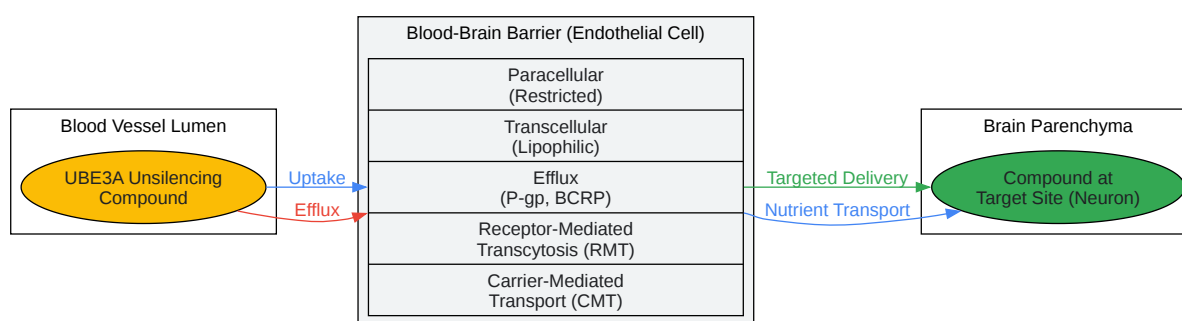 Blood-Brain Barrier (Endothelial Cell)
Paracellular
(Restricted)
Blood Vessel Lumen
Brain Parenchyma
Transcellular
(Lipophilic)
UBE3A Unsilencing
Compound
Uptake
Efflux
Efflux
(P-gp, BCRP)
Targeted Delivery
Nutrient Transport
Compound at
Target Site (Neuron)
Receptor-Mediated
Transcytosis (RMT)
Carrier-Mediated
Transport (CMT)